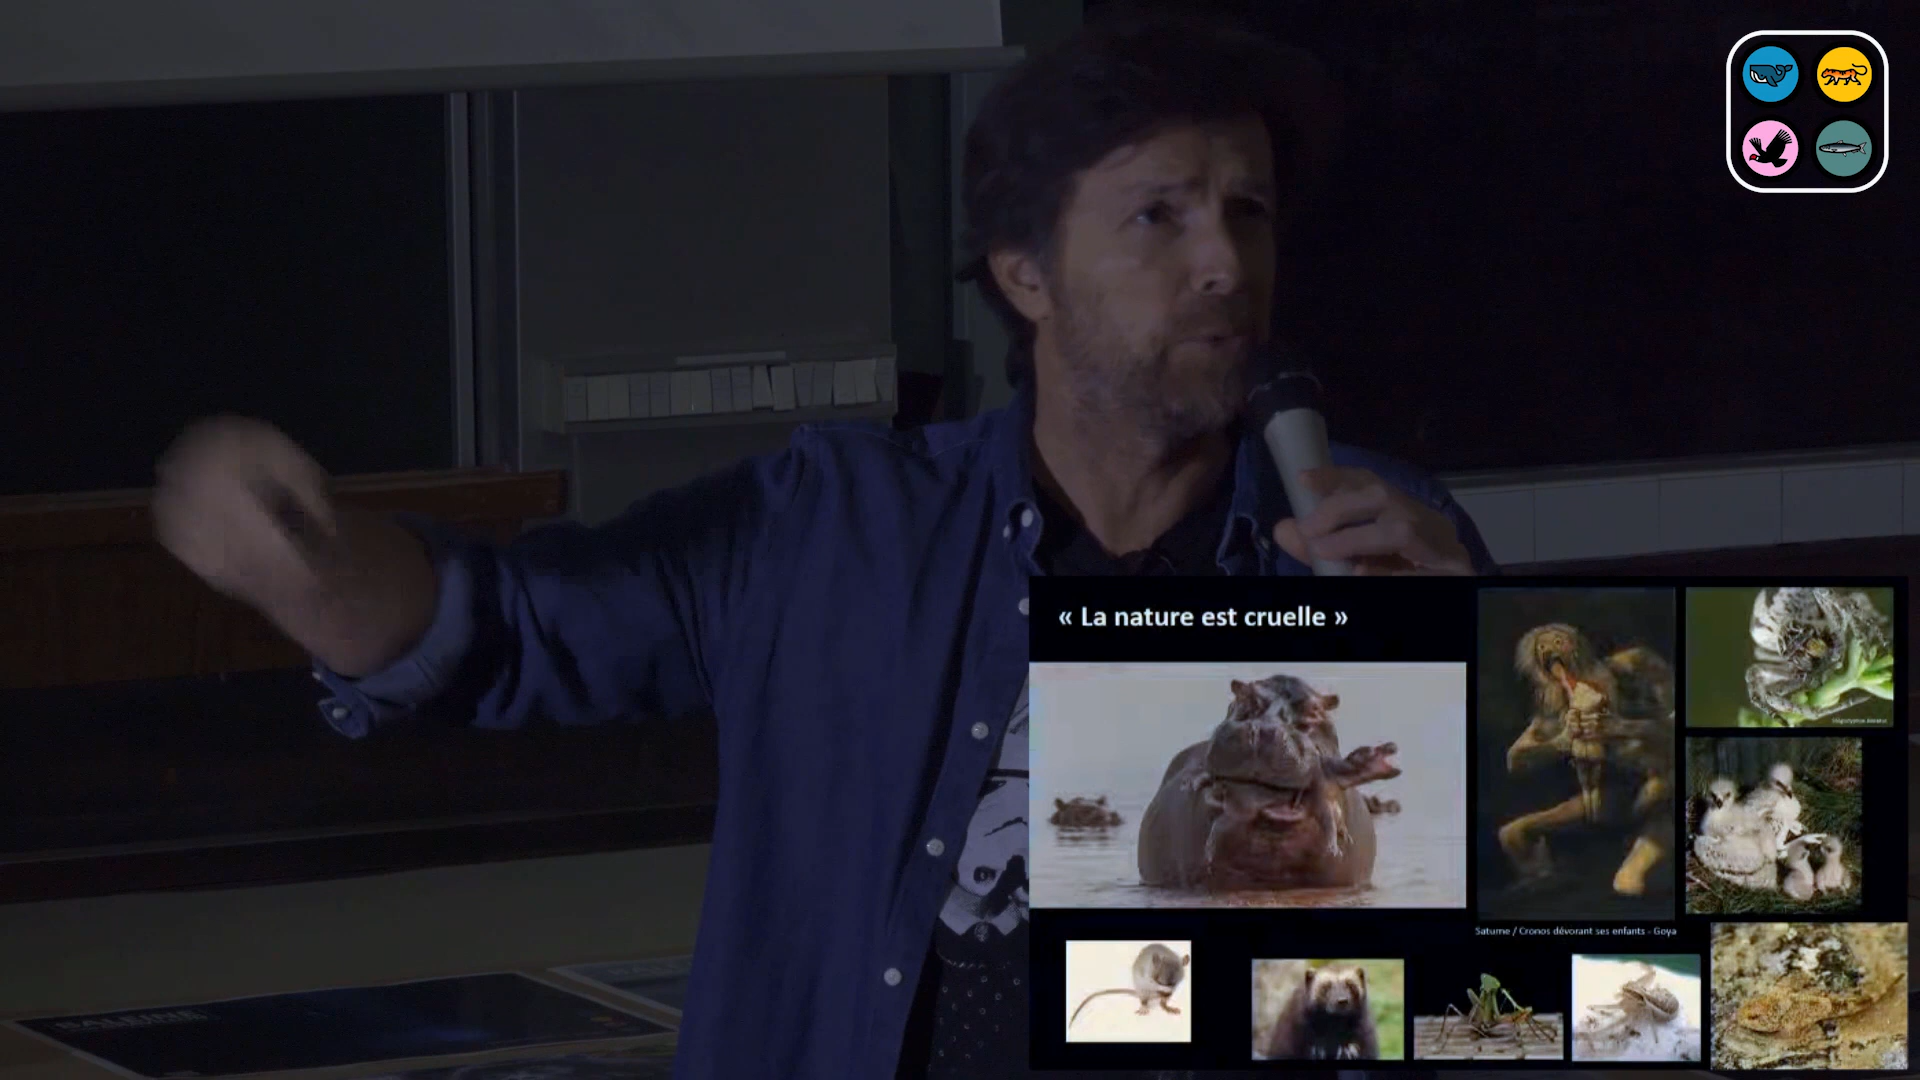 « La nature est cruelle »
Saturne / Cronos dévorant ses enfants - Goya